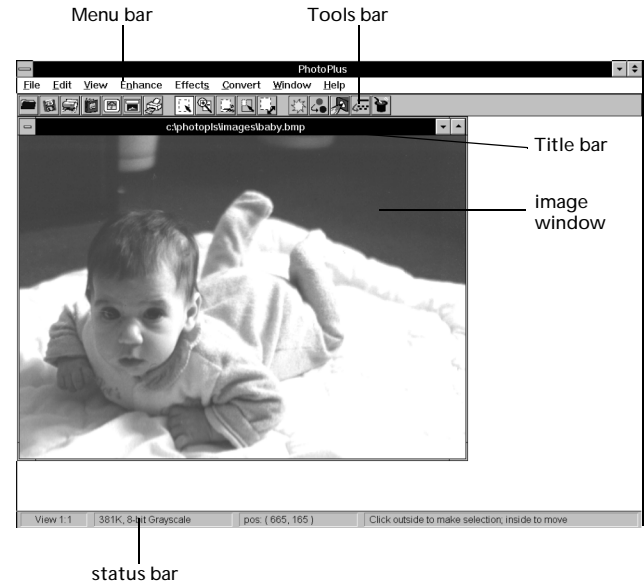 Menu bar
Tools bar
PhotoPlus
File Edit View Enhance Effects Convert Window Help
c:\photopls\images\baby.bmp
Title bar
image
window
View 1:1 381K, 8-bit Grayscale pos: ( 665, 165 ) Click outside to make selection; inside to move
status bar